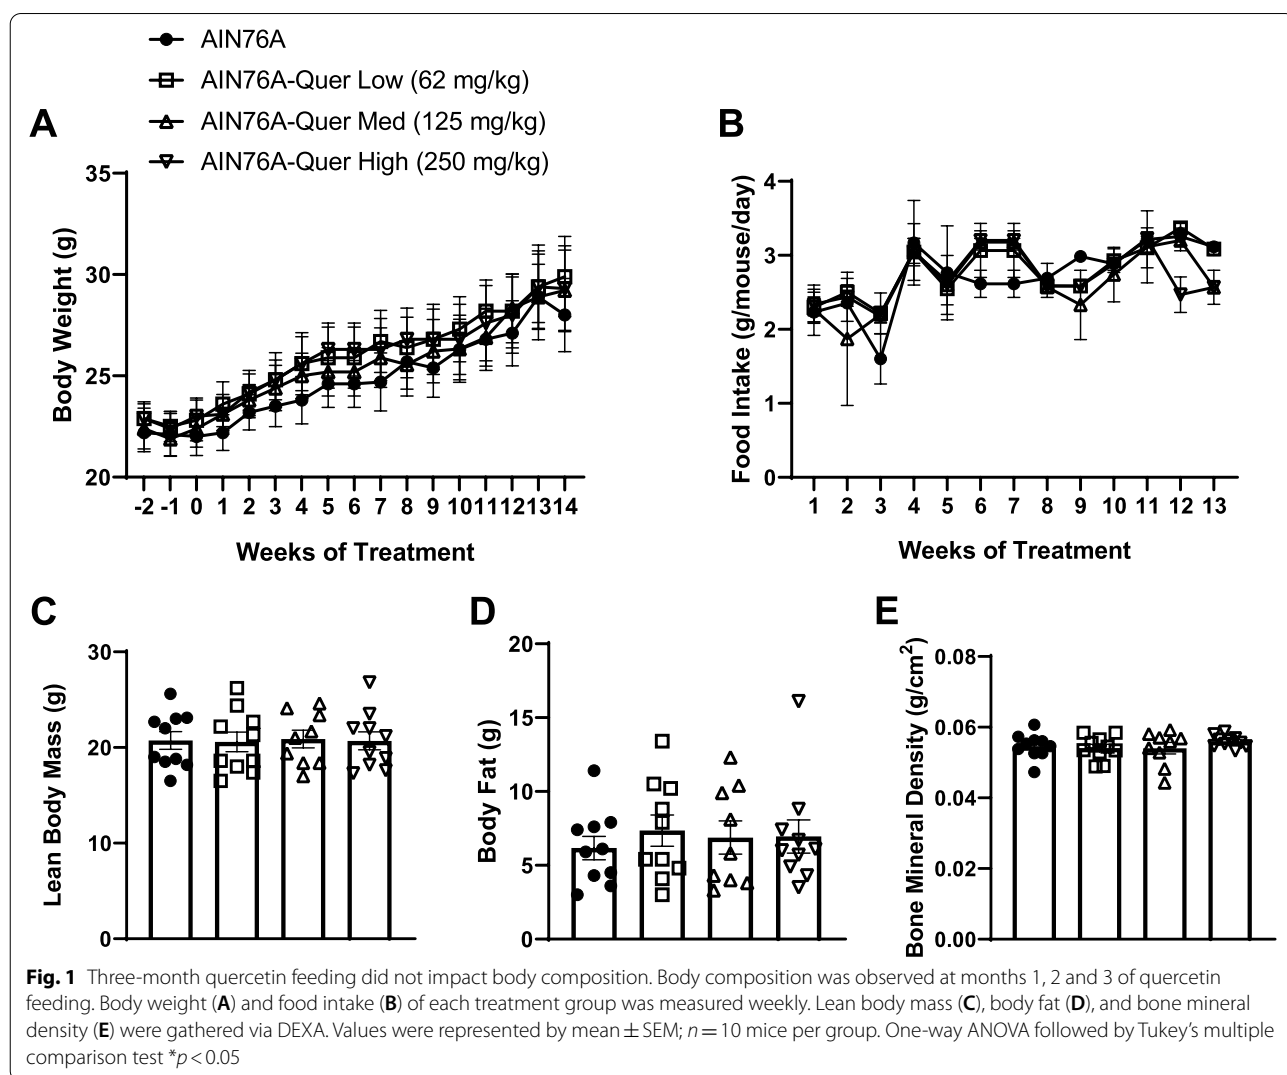 AIN76A
AIN76A-Quer Low (62 mg/kg)
AIN76A-Quer Med (125 mg/kg)
AIN76A-Quer High (250 mg/kg)
A
35
30
25
20
Body Weight (g)
-2 -1 0 1 2 3 4 5 6 7 8 9 10 11 12 13 14
Weeks of Treatment
B
4
3
2
1
0
Food Intake (g/mouse/day)
1 2 3 4 5 6 7 8 9 10 11 12 13
Weeks of Treatment
C
30
20
10
0
Lean Body Mass (g)
D
20
15
10
5
0
Body Fat (g)
E
0.08
0.06
0.04
0.02
0.00
Bone Mineral Density (g/cm²)
Fig. 1 Three-month quercetin feeding did not impact body composition. Body composition was observed at months 1, 2 and 3 of quercetin
feeding. Body weight (A) and food intake (B) of each treatment group was measured weekly. Lean body mass (C), body fat (D), and bone mineral
density (E) were gathered via DEXA. Values were represented by mean ± SEM; n = 10 mice per group. One-way ANOVA followed by Tukey's multiple
comparison test *p < 0.05